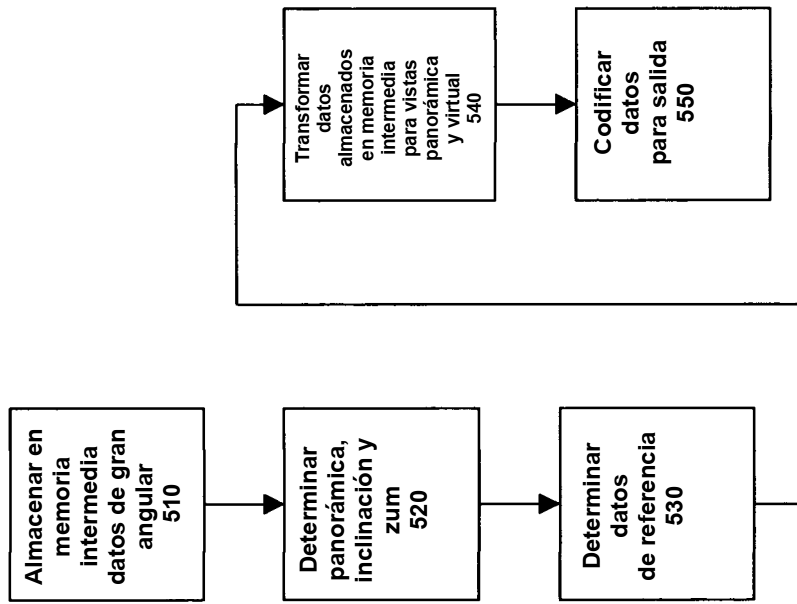 Almacenar en
memoria
intermedia
datos de gran
angular
510
Determinar
panorámica,
inclinación y
zum
520
Determinar
datos
de referencia
530
Transformar
datos
almacenados
en memoria
intermedia
para vistas
panorámica
y virtual
540
Codificar
datos
para salida
550